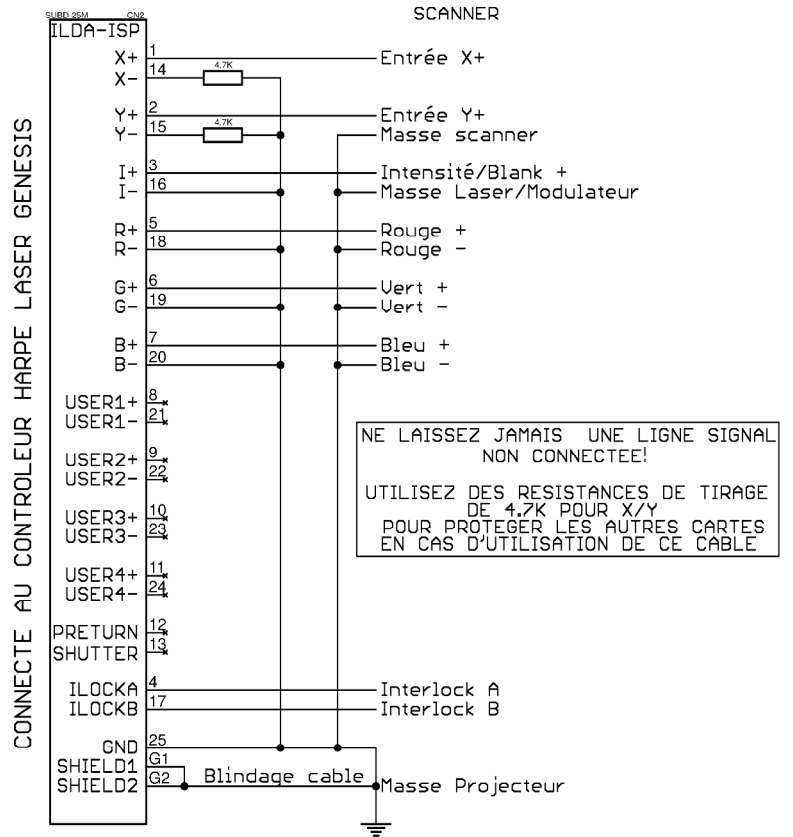 SCANNER
SUBD 25M CN2
ILDA-ISP
X+ 1 Entrée X+
X- 14 4.7K
Y+ 2 Entrée Y+
Y- 15 4.7K Masse scanner
I+ 3 Intensité/Blank +
I- 16 Masse Laser/Modulateur
R+ 5 Rouge +
R- 18 Rouge -
G+ 6 Vert +
G- 19 Vert -
B+ 7 Bleu +
B- 20 Bleu -
USER1+ 8
USER1- 21
USER2+ 9
USER2- 22
USER3+ 10
USER3- 23
USER4+ 11
USER4- 24
PRETURN 12
SHUTTER 13
ILOCKA 4 Interlock A
ILOCKB 17 Interlock B
GND 25
SHIELD1 G1
SHIELD2 G2 Blindage cable Masse Projecteur
CONNECTE AU CONTROLEUR HARPE LASER GENESIS
NE LAISSEZ JAMAIS UNE LIGNE SIGNAL
NON CONNECTEE!
UTILISEZ DES RESISTANCES DE TIRAGE
DE 4.7K POUR X/Y
POUR PROTEGER LES AUTRES CARTES
EN CAS D'UTILISATION DE CE CABLE